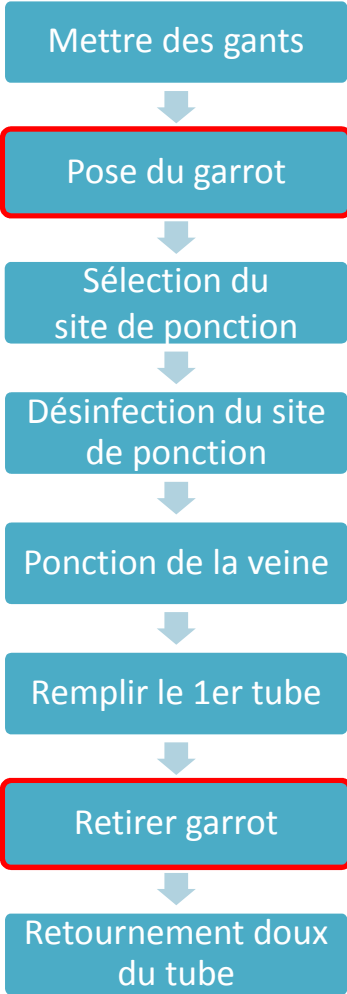 Mettre des gants
Pose du garrot
Sélection du
site de ponction
Désinfection du site
de ponction
Ponction de la veine
Remplir le 1er tube
Retirer garrot
Retournement doux
du tube